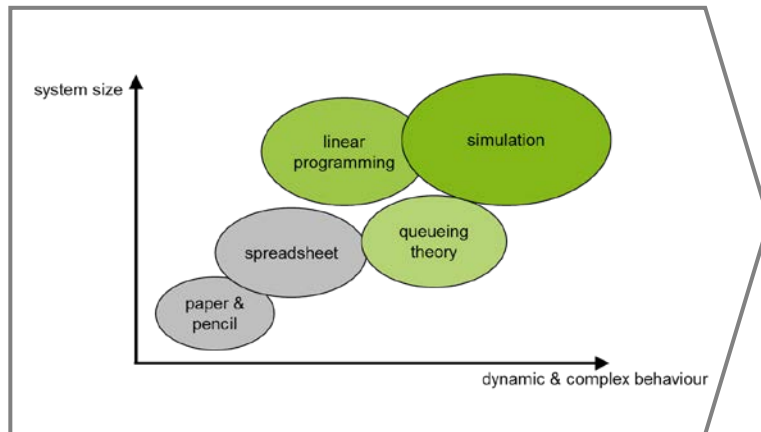 system size
linear
programming
simulation
spreadsheet
queueing
theory
paper &
pencil
dynamic & complex behaviour